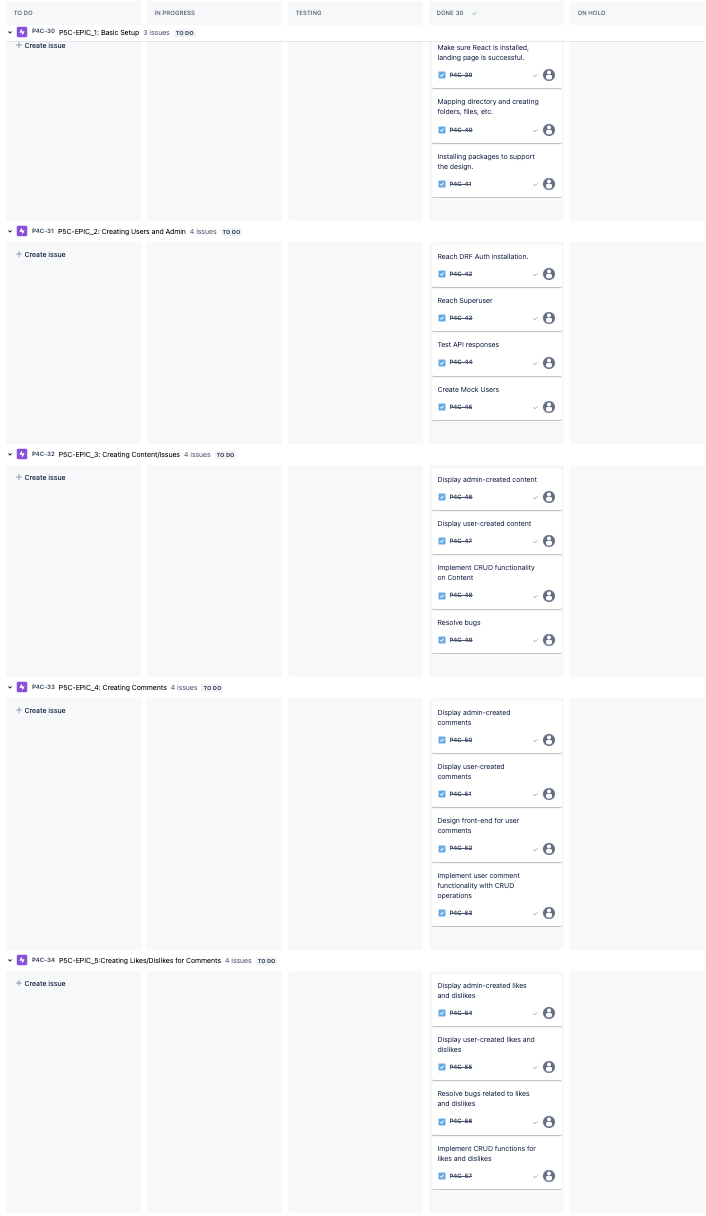 TO DO
IN PROGRESS
TESTING
DONE 30
ON HOLD
P4C-30 P5C-EPIC_1: Basic Setup 3 issues TO DO
+ Create issue
Make sure React is installed,
landing page is successful.
P4C-39
Mapping directory and creating
folders, files, etc.
P4C-40
Installing packages to support
the design.
P4C-41
P4C-31 P5C-EPIC_2: Creating Users and Admin 4 issues TO DO
+ Create issue
Reach DRF Auth installation.
P4C-42
Reach Superuser
P4C-43
Test API responses
P4C-44
Create Mock Users
P4C-45
P4C-32 P5C-EPIC_3: Creating Content/Issues 4 issues TO DO
+ Create issue
Display admin-created content
P4C-46
Display user-created content
P4C-47
Implement CRUD functionality
on Content
P4C-48
Resolve bugs
P4C-49
P4C-33 P5C-EPIC_4: Creating Comments 4 issues TO DO
+ Create issue
Display admin-created
comments
P4C-50
Display user-created
comments
P4C-51
Design front-end for user
comments
P4C-52
Implement user comment
functionality with CRUD
operations
P4C-53
P4C-34 P5C-EPIC_5:Creating Likes/Dislikes for Comments 4 issues TO DO
+ Create issue
Display admin-created likes
and dislikes
P4C-54
Display user-created likes and
dislikes
P4C-55
Resolve bugs related to likes
and dislikes
P4C-56
Implement CRUD functions for
likes and dislikes
P4C-57